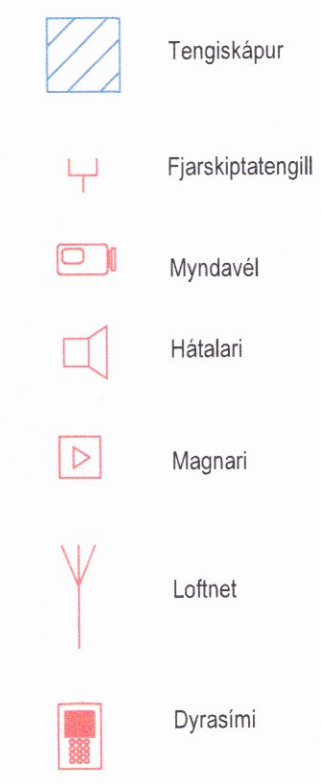 Tengiskápur
Fjarskiptatengill
Myndavél
Hátalari
Magnari
Loftnet
Dyrasími